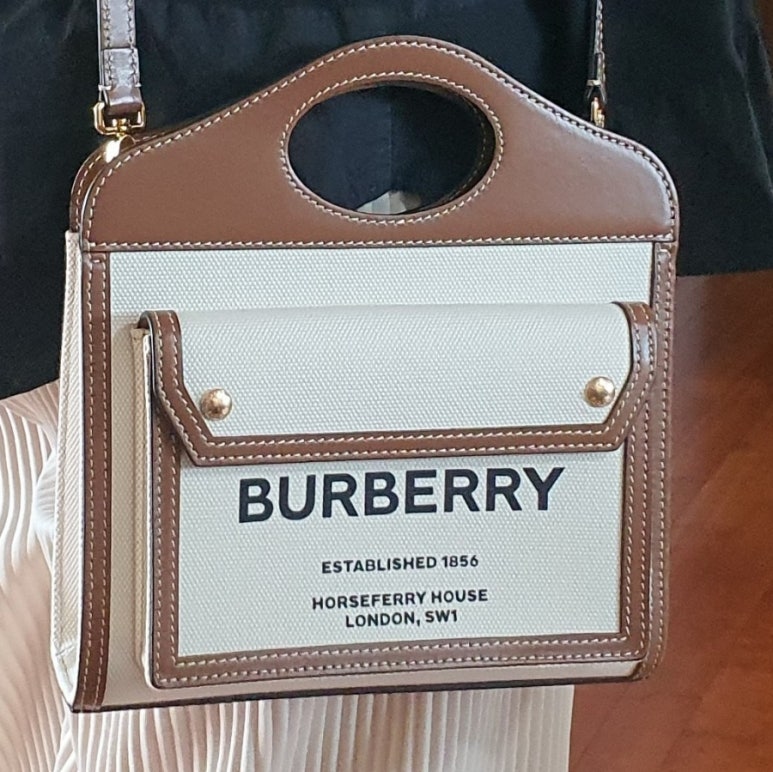 BURBERRY
ESTABLISHED 1856
HORSEFERRY HOUSE
LONDON, SW1